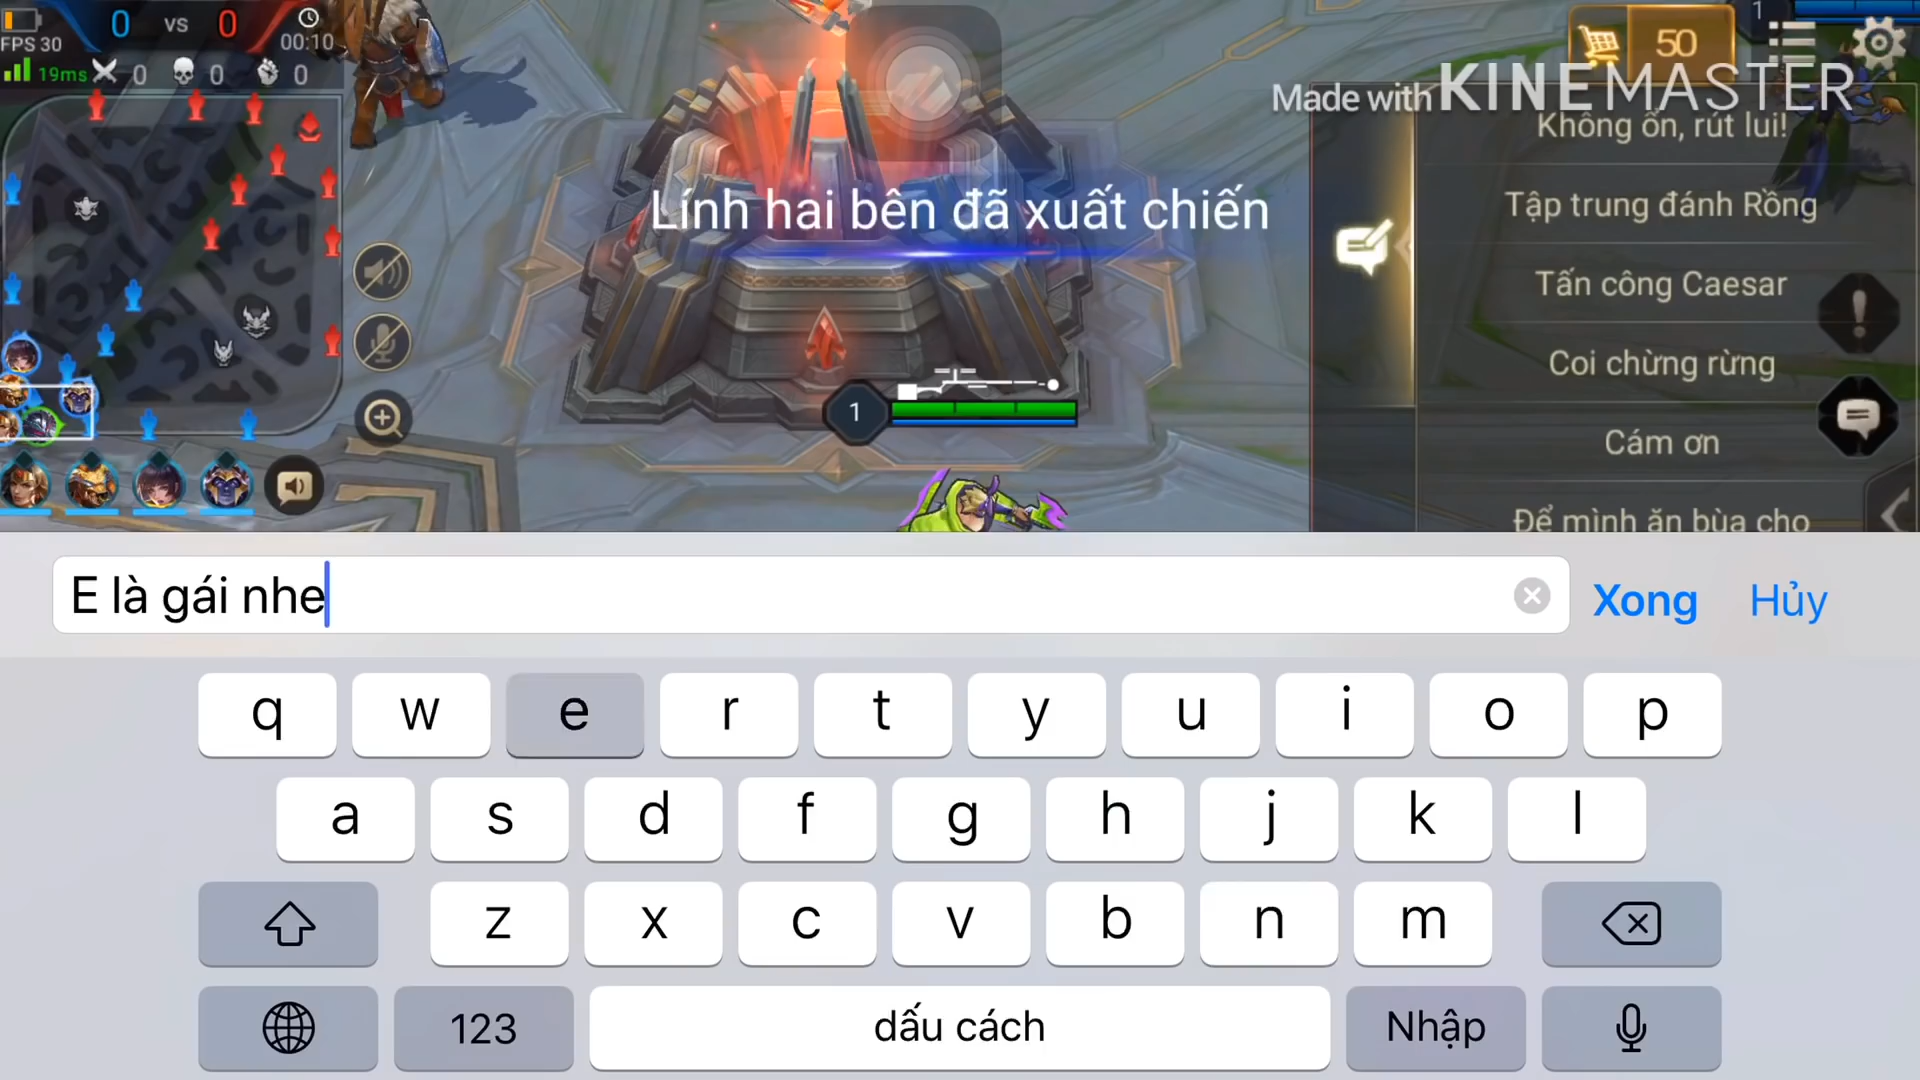 0 vs 0
FPS 30
00:10
19ms
0
0
0
1
50
Made with KINEMASTER
Không ổn, rút lui!
Tập trung đánh Rồng
Lính hai bên đã xuất chiến
Tấn công Caesar
Coi chừng rừng
1
Cám ơn
Để mình ăn bùa cho
E là gái nhe
Xong
Hủy
q w e r t y u i o p
a s d f g h j k l
z x c v b n m
123
dấu cách
Nhập